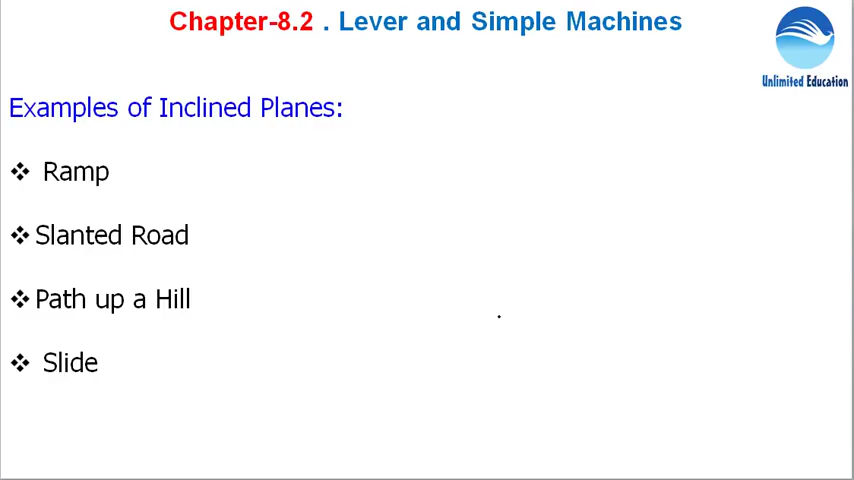 Chapter-8.2 . Lever and Simple Machines
Unlimited Education
Examples of Inclined Planes:
❖ Ramp
❖ Slanted Road
❖ Path up a Hill
❖ Slide